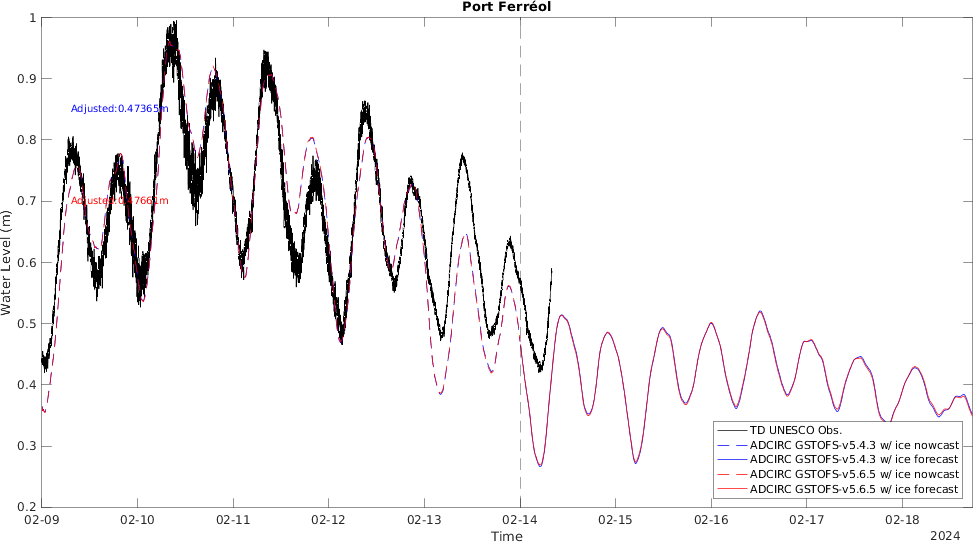 Port Ferréol
Water Level (m)
1
0.9
0.8
0.7
0.6
0.5
0.4
0.3
0.2
Adjusted:0.47365m
Adjusted:0.47661m
TD UNESCO Obs.
ADCIRC GSTOFS-v5.4.3 w/ ice nowcast
ADCIRC GSTOFS-v5.4.3 w/ ice forecast
ADCIRC GSTOFS-v5.6.5 w/ ice nowcast
ADCIRC GSTOFS-v5.6.5 w/ ice forecast
02-09 02-10 02-11 02-12 02-13 02-14 02-15 02-16 02-17 02-18
Time
2024